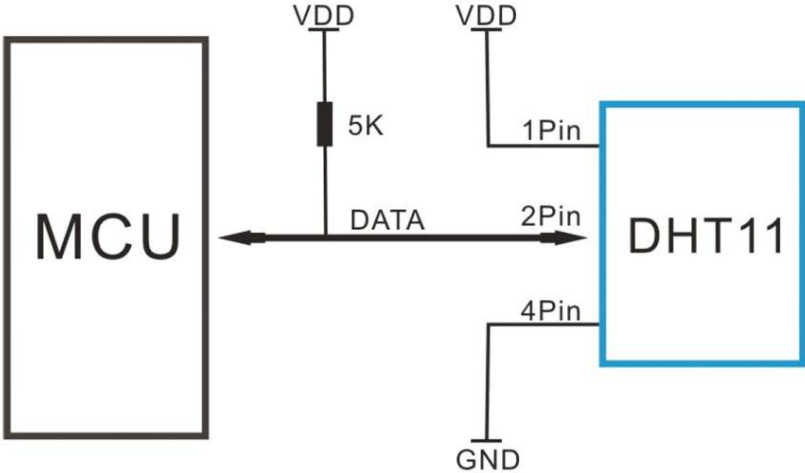 VDD
VDD
5K
1Pin
MCU
DATA
2Pin
DHT11
4Pin
GND